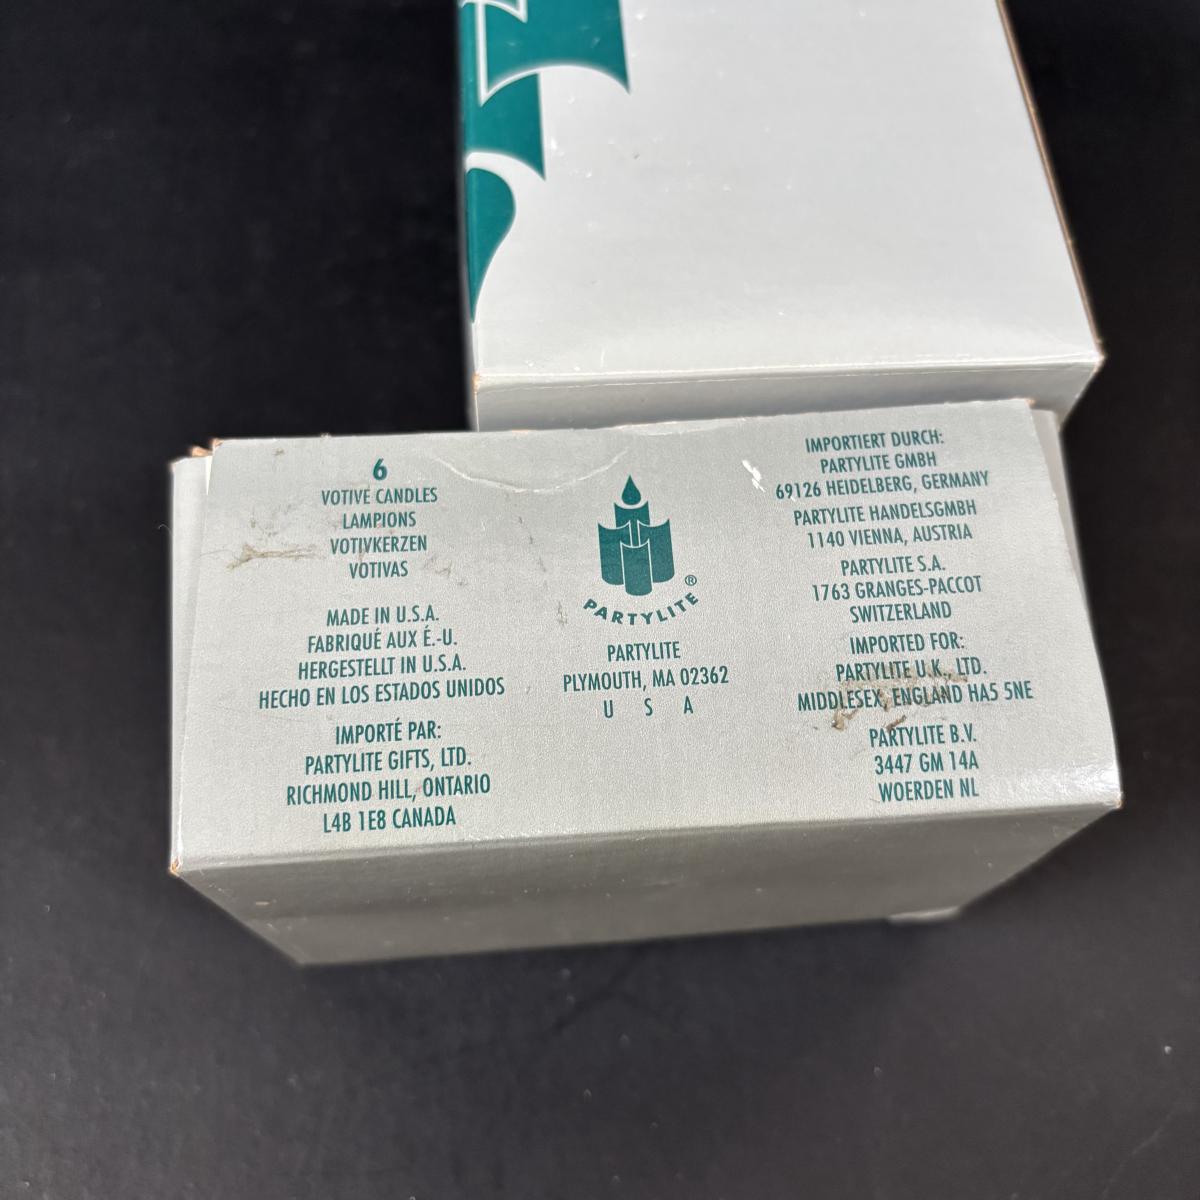 6
VOTIVE CANDLES
LAMPIONS
VOTIVKERZEN
VOTIVAS
MADE IN U.S.A.
FABRIQUÉ AUX É.-U.
HERGESTELLT IN U.S.A.
HECHO EN LOS ESTADOS UNIDOS
IMPORTÉ PAR:
PARTYLITE GIFTS, LTD.
RICHMOND HILL, ONTARIO
L4B 1E8 CANADA
PARTYLITE®
PARTYLITE
PLYMOUTH, MA 02362
U S A
IMPORTIERT DURCH:
PARTYLITE GMBH
69126 HEIDELBERG, GERMANY
PARTYLITE HANDELSGMBH
1140 VIENNA, AUSTRIA
PARTYLITE S.A.
1763 GRANGES-PACCOT
SWITZERLAND
IMPORTED FOR:
PARTYLITE U.K., LTD.
MIDDLESEX, ENGLAND HA5 5NE
PARTYLITE B.V.
3447 GM 14A
WOERDEN NL